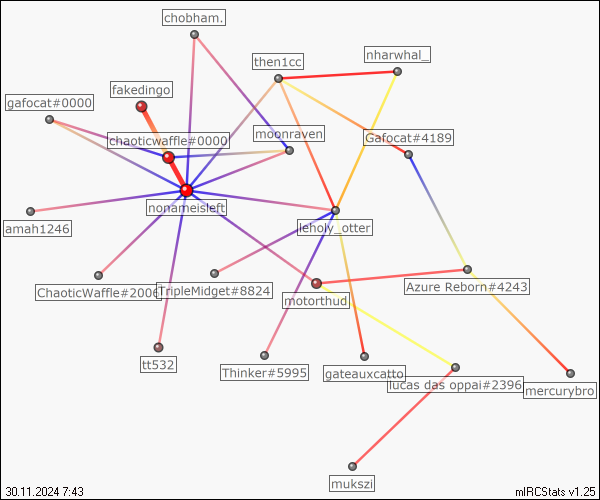 chobham.
nharwhal_
then1cc
fakedingo
gafocat#0000
chaoticwaffle#0000
moonraven
Gafocat#4189
nonameisleft
amah1246
leholy_otter
ChaoticWaffle#2006
TripleMidget#8824
motorthud
Azure Reborn#4243
tt532
Thinker#5995
gateauxcatto
lucas das oppai#2396
mercurybro
mukszi
30.11.2024 7:43
mIRCStats v1.25